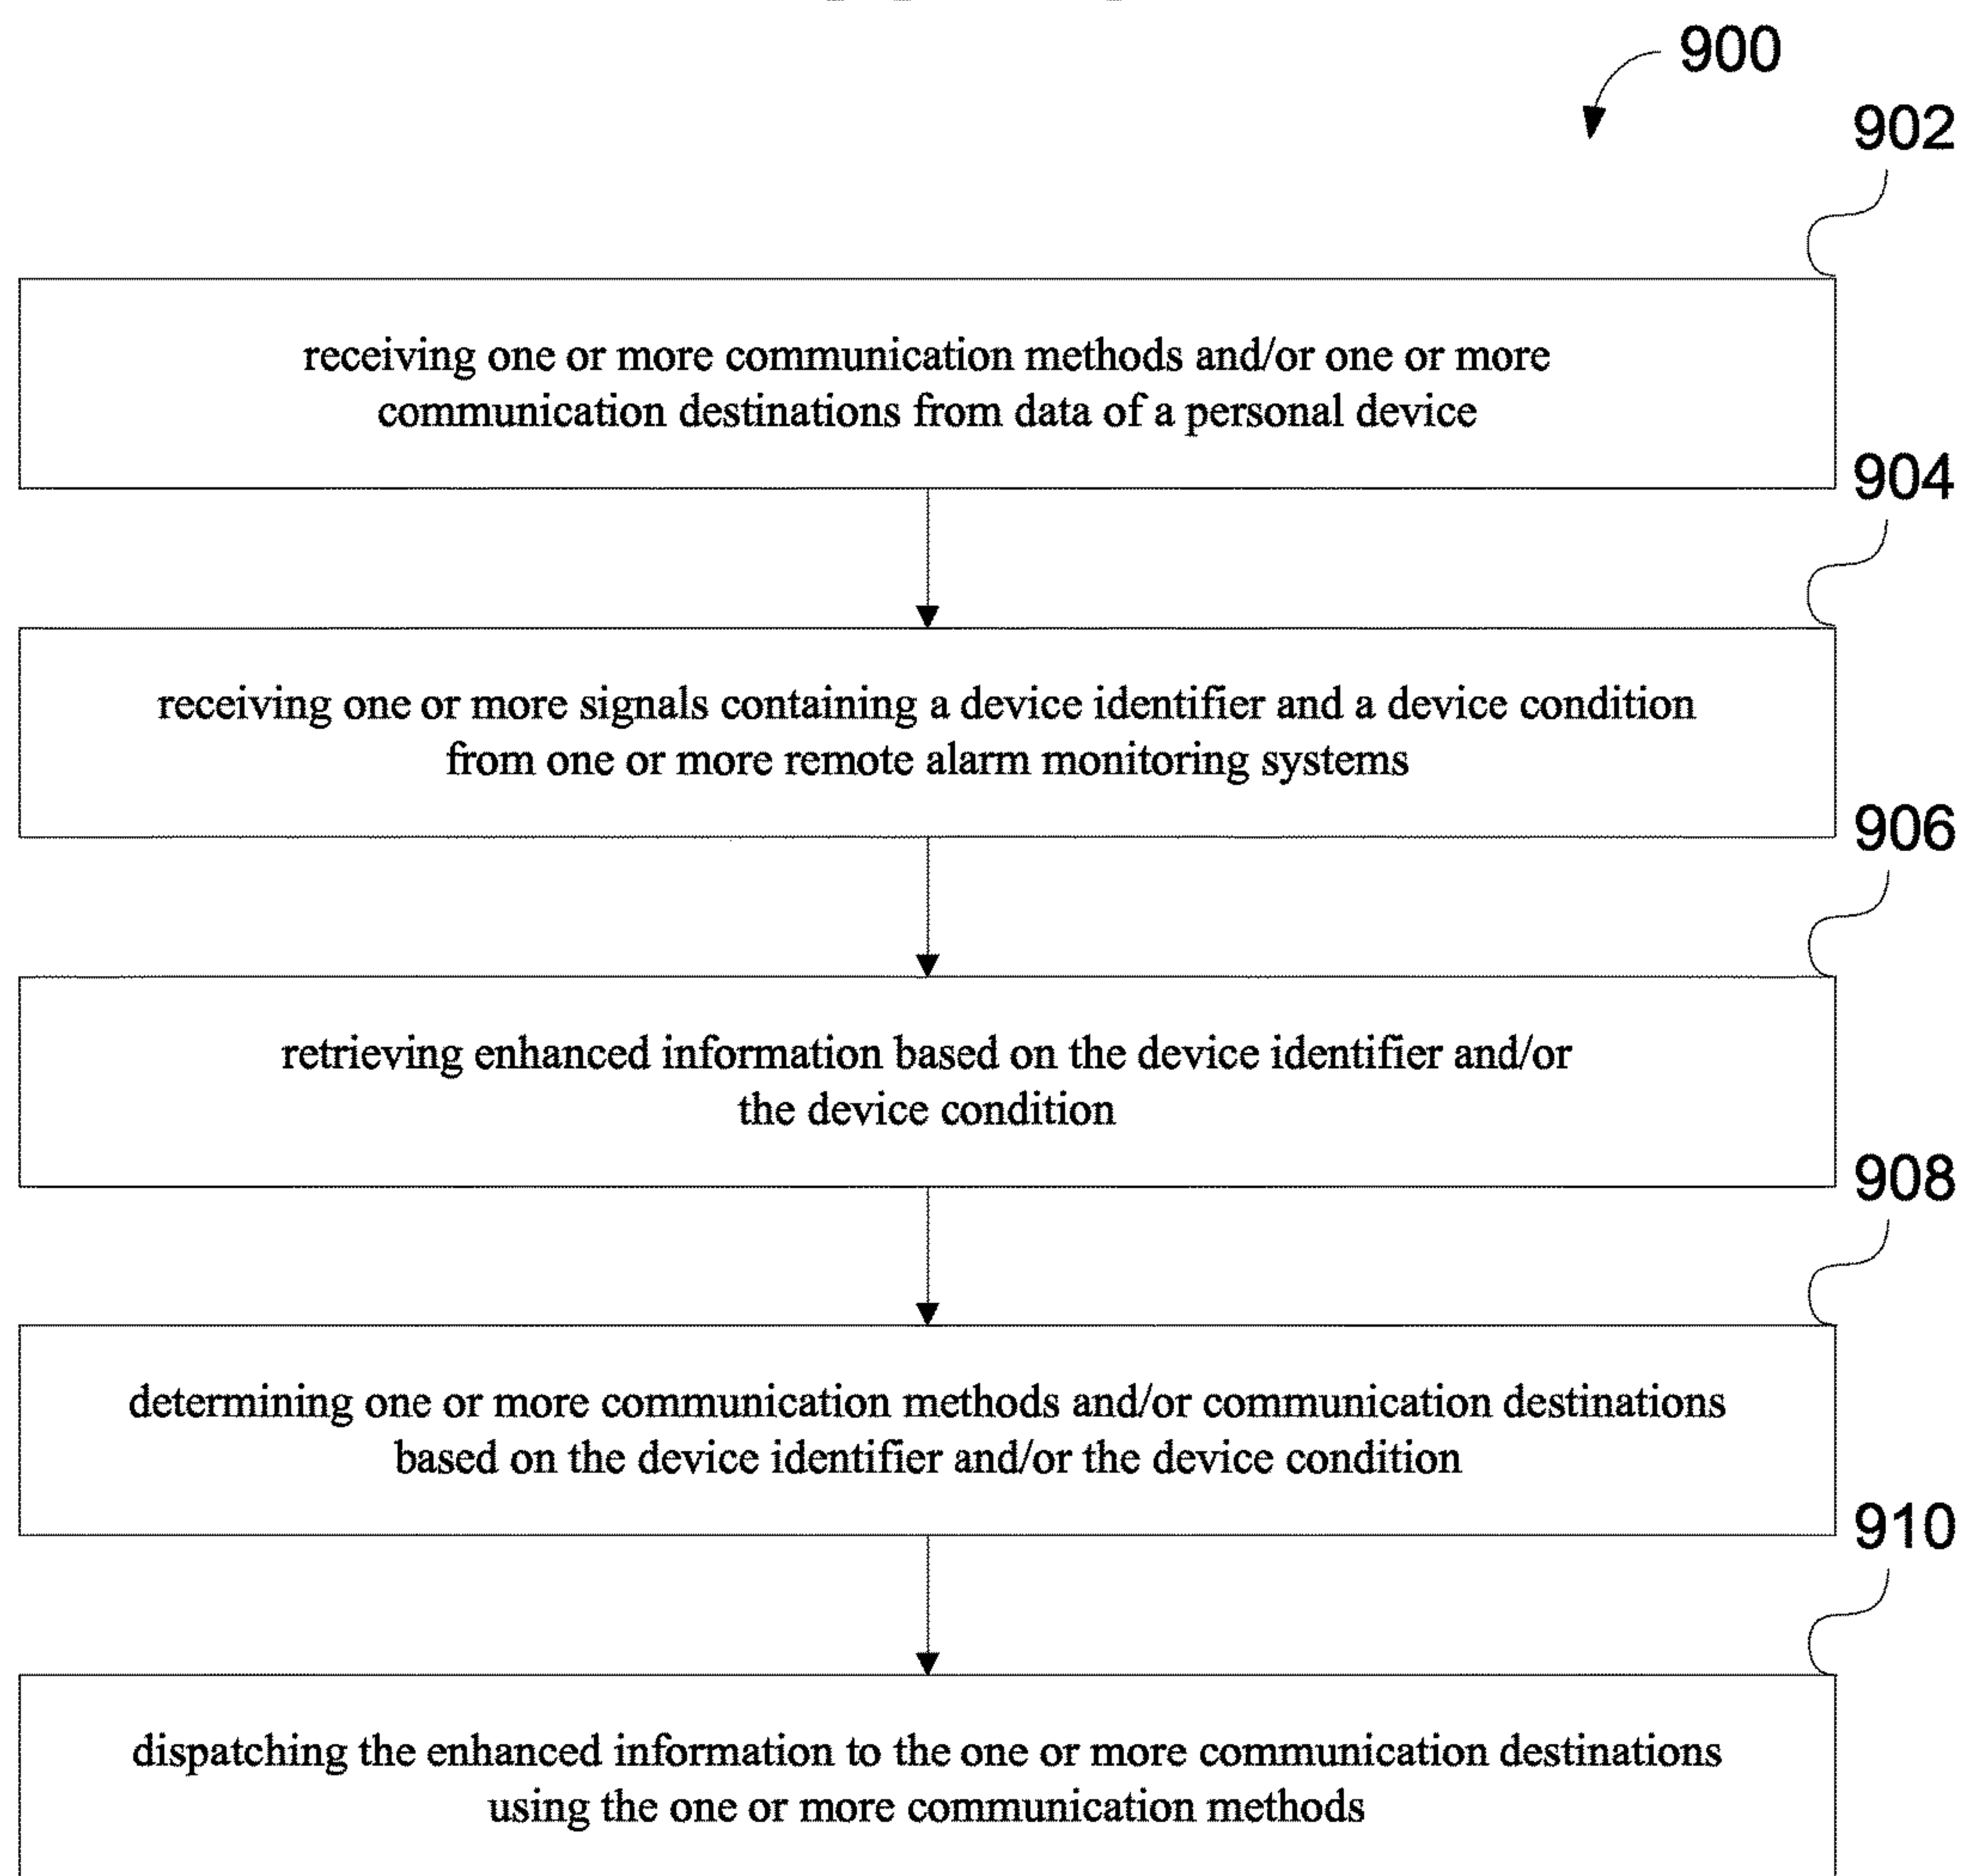 900
902
receiving one or more communication methods and/or one or more
communication destinations from data of a personal device
904
receiving one or more signals containing a device identifier and a device condition
from one or more remote alarm monitoring systems
906
retrieving enhanced information based on the device identifier and/or
the device condition
908
determining one or more communication methods and/or communication destinations
based on the device identifier and/or the device condition
910
dispatching the enhanced information to the one or more communication destinations
using the one or more communication methods